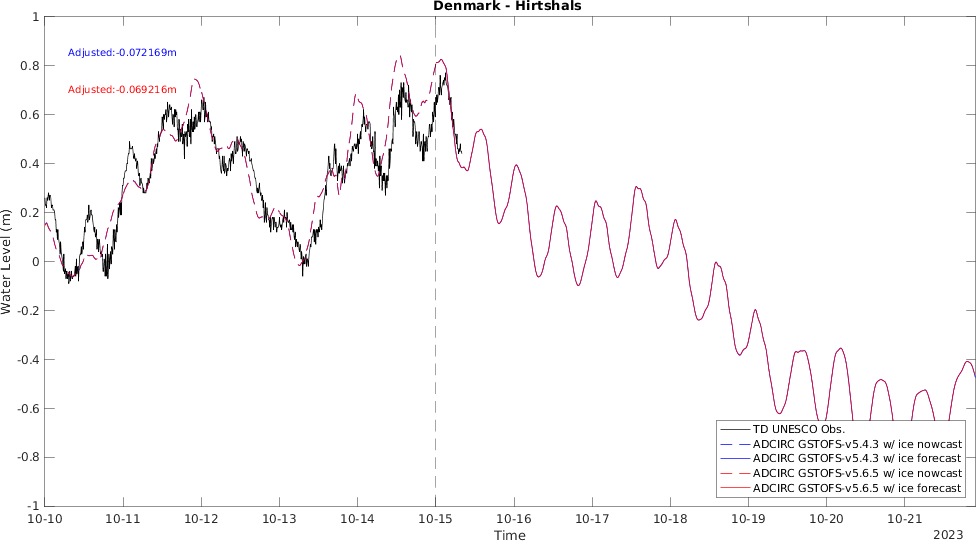 Denmark - Hirtshals
Adjusted:-0.072169m
Adjusted:-0.069216m
Water Level (m)
1
0.8
0.6
0.4
0.2
0
-0.2
-0.4
-0.6
-0.8
-1
TD UNESCO Obs.
ADCIRC GSTOFS-v5.4.3 w/ ice nowcast
ADCIRC GSTOFS-v5.4.3 w/ ice forecast
ADCIRC GSTOFS-v5.6.5 w/ ice nowcast
ADCIRC GSTOFS-v5.6.5 w/ ice forecast
10-10 10-11 10-12 10-13 10-14 10-15 10-16 10-17 10-18 10-19 10-20 10-21
Time
2023